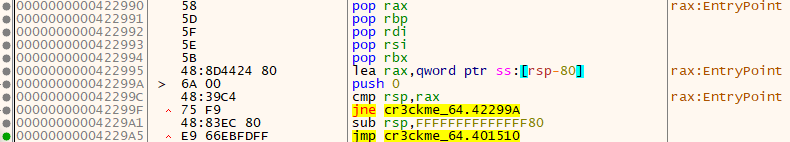 0000000000422990 58 pop rax rax:EntryPoint
0000000000422991 5D pop rbp
0000000000422992 5F pop rdi
0000000000422993 5E pop rsi
0000000000422994 5B pop rbx
0000000000422995 48:8D4424 80 lea rax,qword ptr ss:[rsp-80] rax:EntryPoint
000000000042299A > 6A 00 push 0
000000000042299C 48:39C4 cmp rsp,rax rax:EntryPoint
000000000042299F ^ 75 F9 jne cr3ckme_64.42299A
00000000004229A1 48:83EC 80 sub rsp,FFFFFFFFFFFFFF80
00000000004229A5 ^ E9 66EBFDFF jmp cr3ckme_64.401510